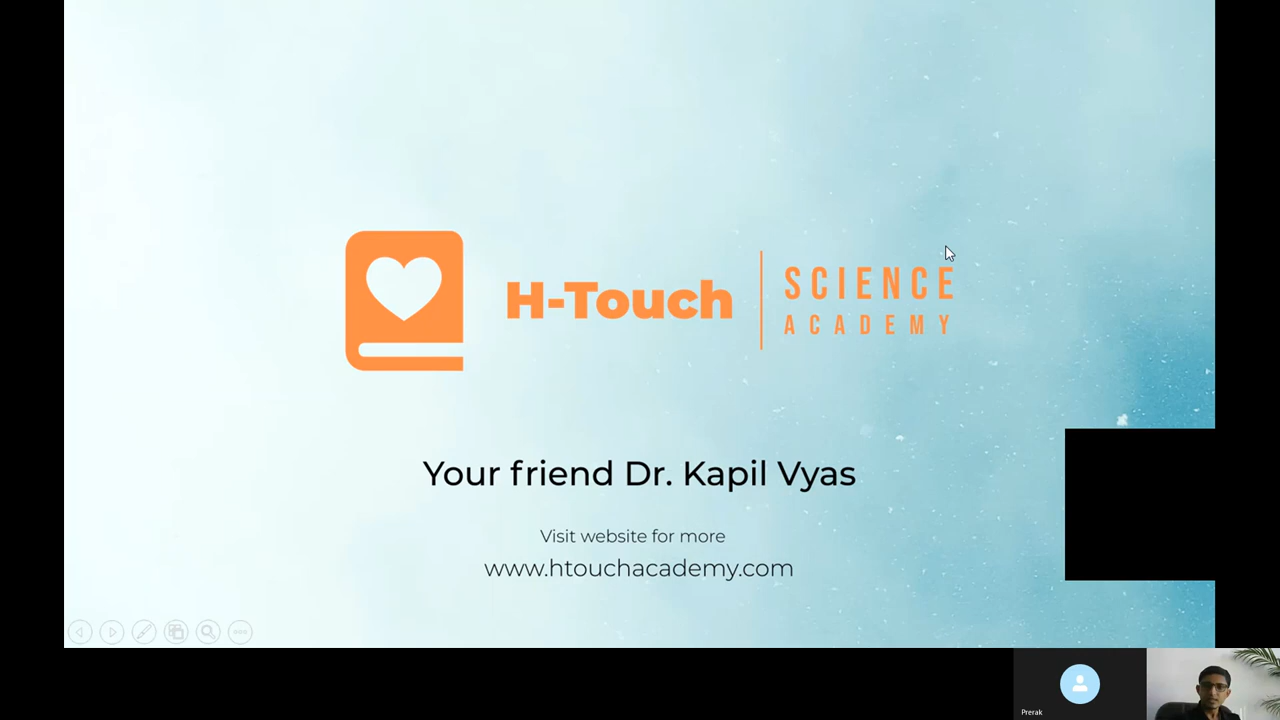 H-Touch
SCIENCE
ACADEMY
Your friend Dr. Kapil Vyas
Visit website for more
www.htouchacademy.com
Prerak